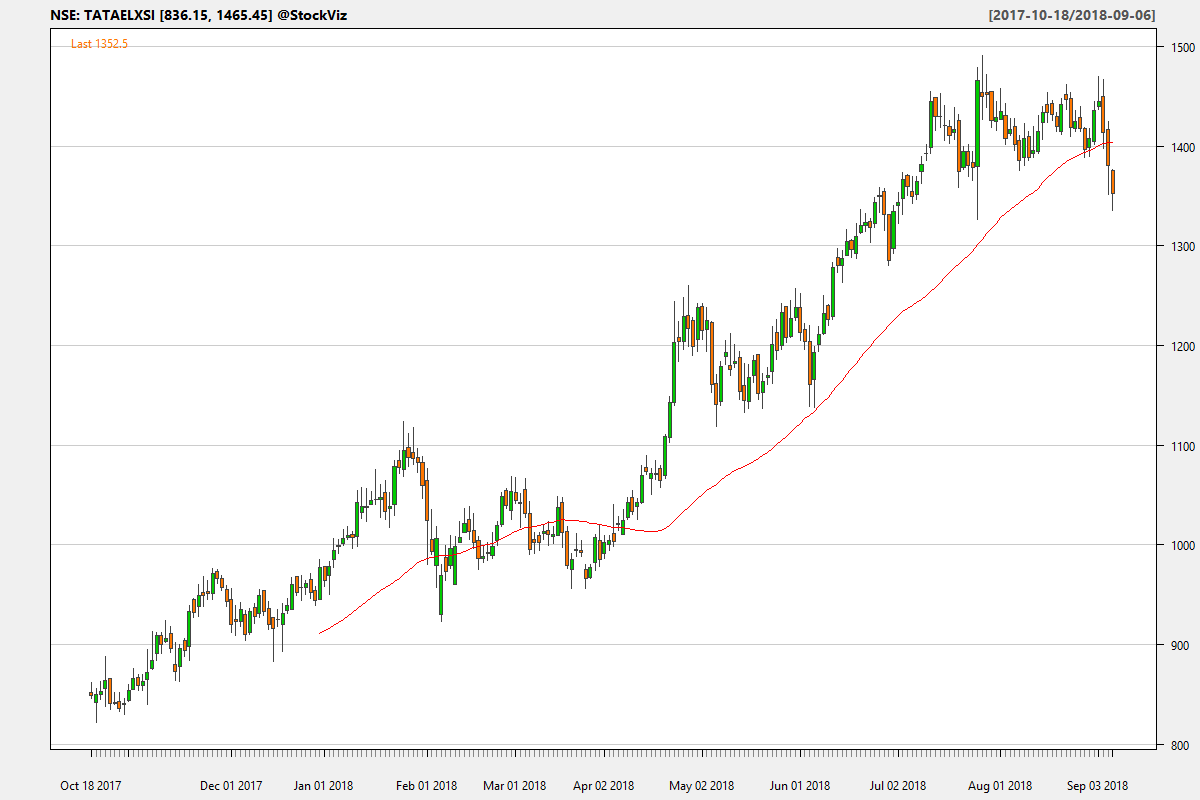 NSE: TATAELXSI [836.15, 1465.45] @StockViz
[2017-10-18/2018-09-06]
Last 1352.5
1500
1400
1300
1200
1100
1000
900
800
Oct 18 2017
Dec 01 2017
Jan 01 2018
Feb 01 2018
Mar 01 2018
Apr 02 2018
May 02 2018
Jun 01 2018
Jul 02 2018
Aug 01 2018
Sep 03 2018